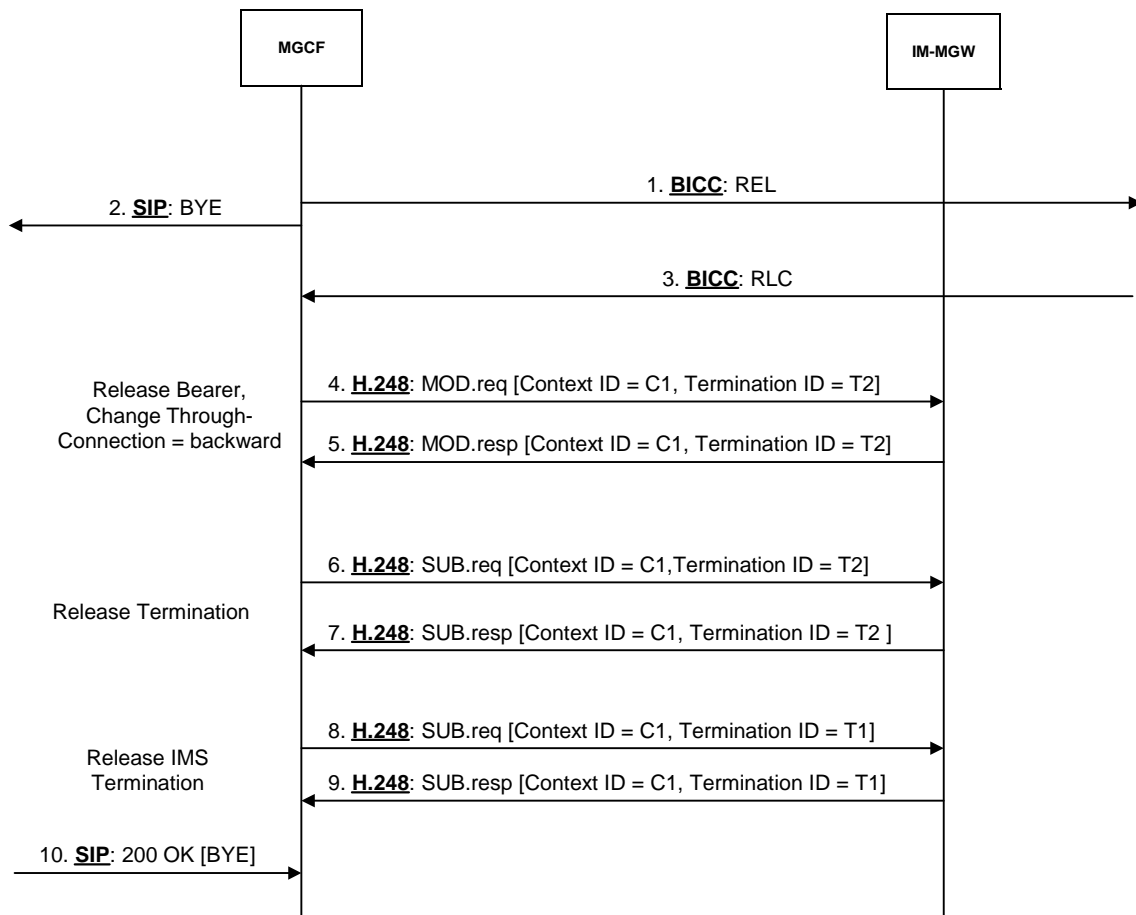 MGCF
IM-MGW
1. BICC: REL
2. SIP: BYE
3. BICC: RLC
Release Bearer,
Change Through-
Connection = backward
4. H.248: MOD.req [Context ID = C1, Termination ID = T2]
5. H.248: MOD.resp [Context ID = C1, Termination ID = T2]
6. H.248: SUB.req [Context ID = C1,Termination ID = T2]
Release Termination
7. H.248: SUB.resp [Context ID = C1, Termination ID = T2 ]
8. H.248: SUB.req [Context ID = C1, Termination ID = T1]
Release IMS
Termination
9. H.248: SUB.resp [Context ID = C1, Termination ID = T1]
10. SIP: 200 OK [BYE]